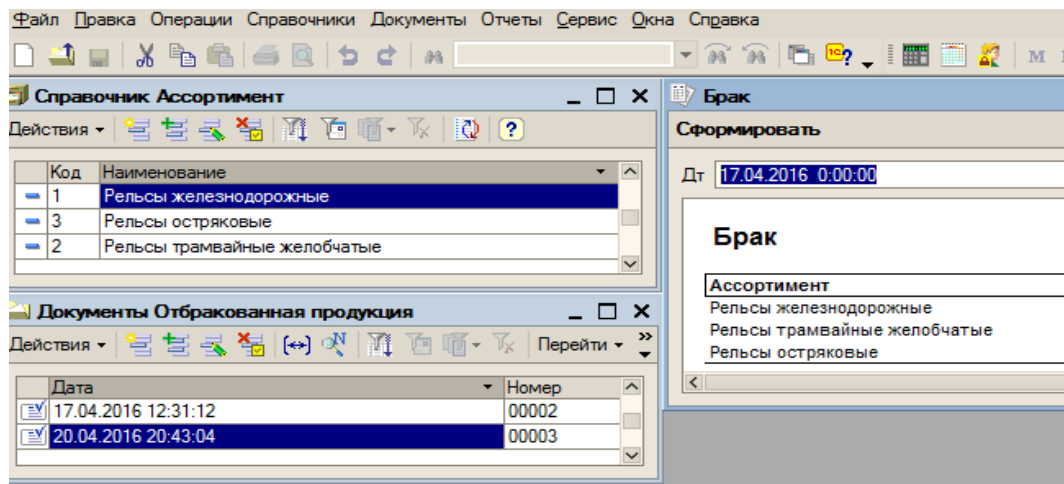 Файл Правка Операции Справочники Документы Отчеты Сервис Окна Справка
Справочник Ассортимент
Действия
Код Наименование
1 Рельсы железнодорожные
3 Рельсы остряковые
2 Рельсы трамвайные желобчатые
Документы Отбракованная продукция
Действия Перейти
Дата Номер
17.04.2016 12:31:12 00002
20.04.2016 20:43:04 00003
Брак
Сформировать
Дт 17.04.2016 0:00:00
Брак
Ассортимент
Рельсы железнодорожные
Рельсы трамвайные желобчатые
Рельсы остряковые